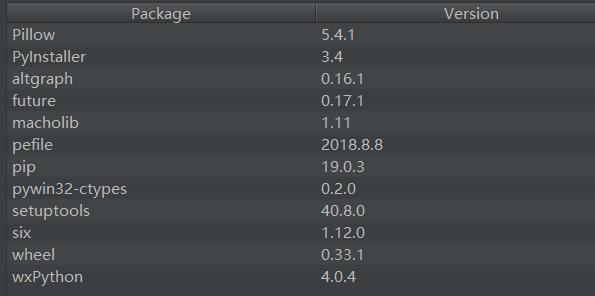 Package Version
Pillow 5.4.1
PyInstaller 3.4
altgraph 0.16.1
future 0.17.1
macholib 1.11
pefile 2018.8.8
pip 19.0.3
pywin32-ctypes 0.2.0
setuptools 40.8.0
six 1.12.0
wheel 0.33.1
wxPython 4.0.4